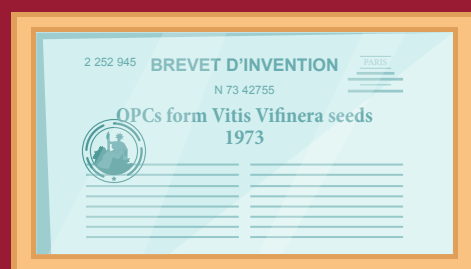 2 252 945 BREVET D'INVENTION PARIS
N 73 42755
OPCs form Vitis Vifinera seeds
1973